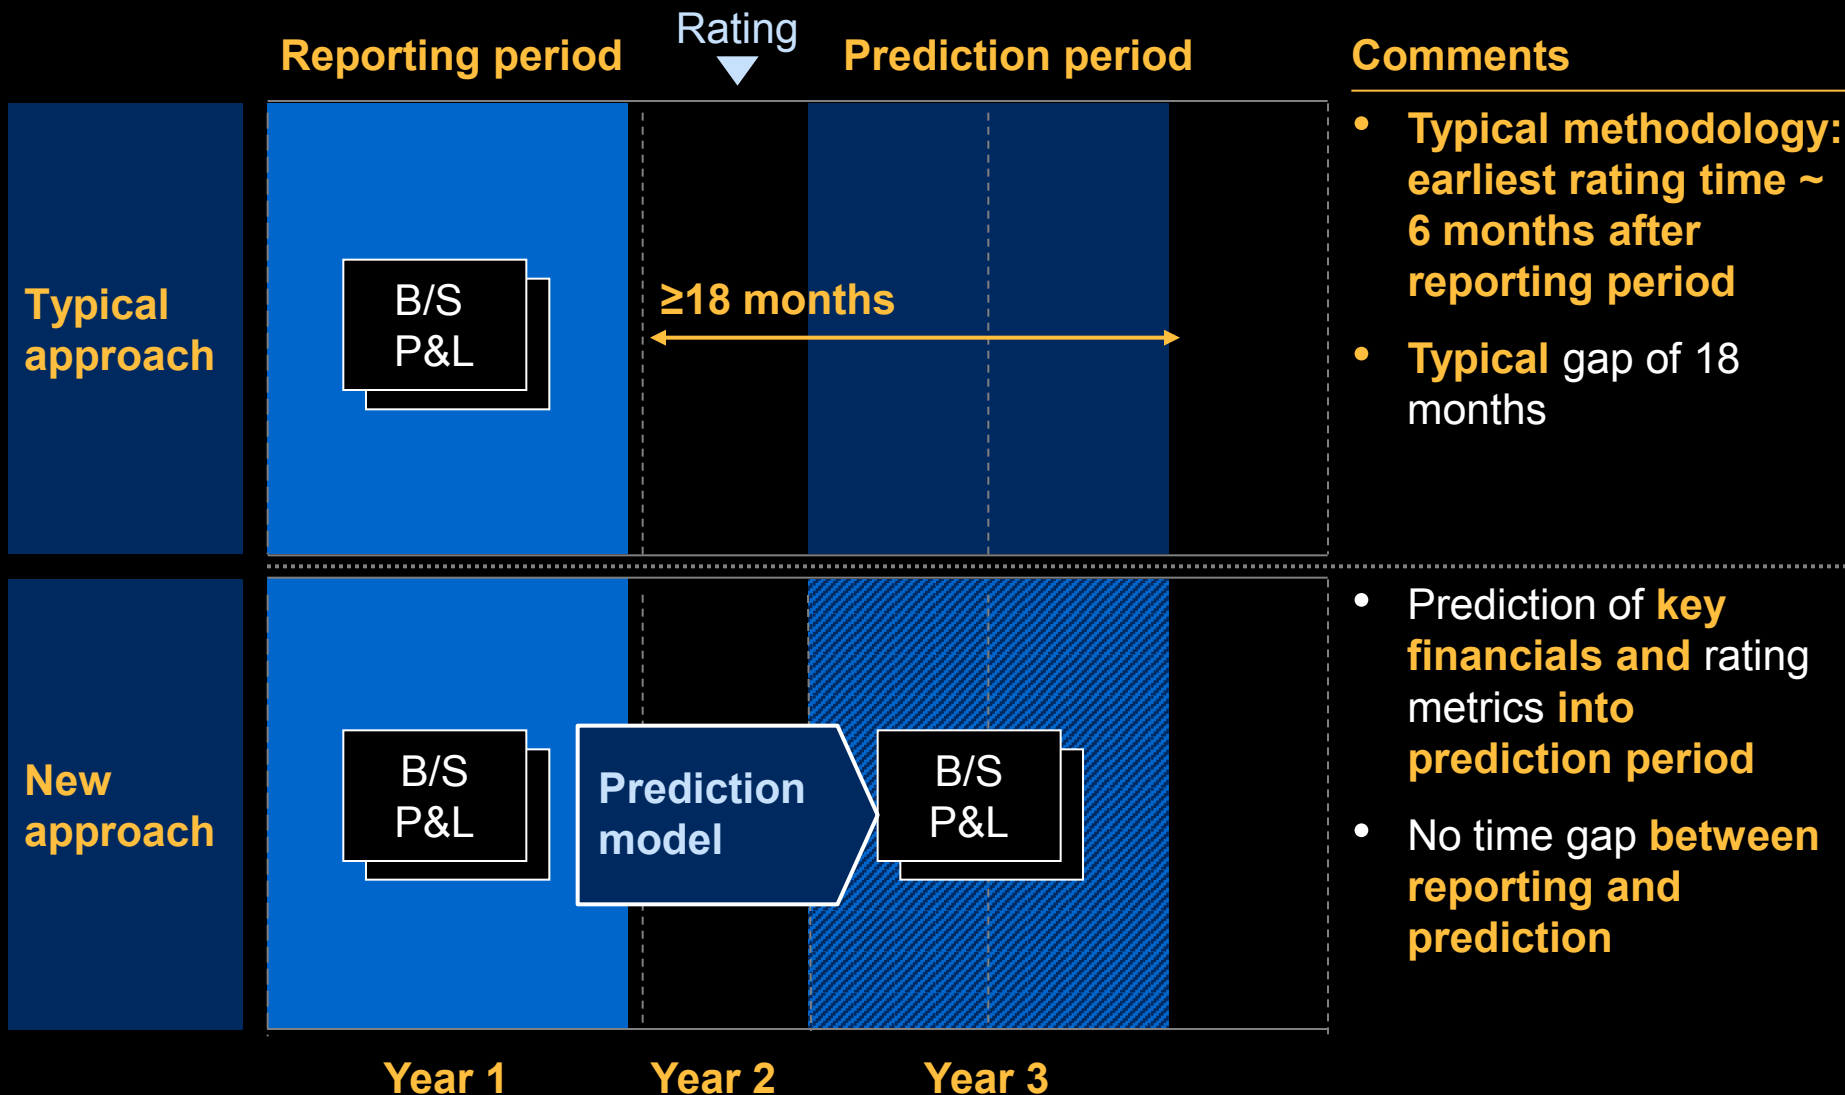 Reporting period
Rating
Prediction period
Comments
Typical
approach
B/S
P&L
≥18 months
• Typical methodology:
earliest rating time ~
6 months after
reporting period
• Typical gap of 18
months
New
approach
B/S
P&L
Prediction
model
B/S
P&L
• Prediction of key
financials and rating
metrics into
prediction period
• No time gap between
reporting and
prediction
Year 1
Year 2
Year 3